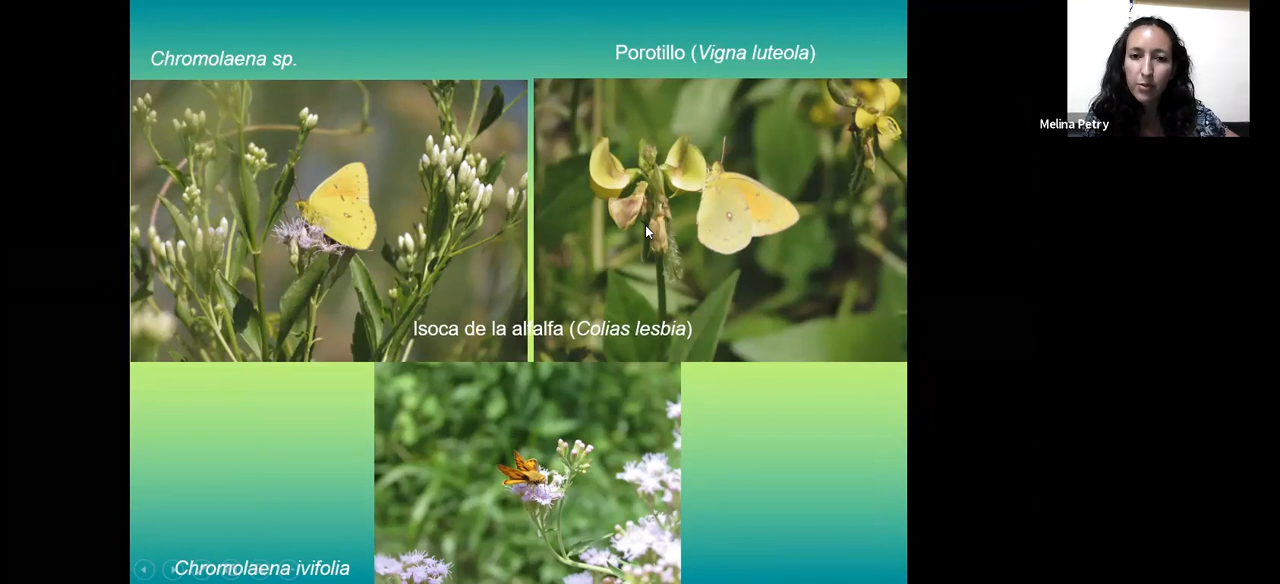 Chromolaena sp.
Porotillo (Vigna luteola)
Melina Petry
Isoca de la alfalfa (Colias lesbia)
Chromolaena ivifolia